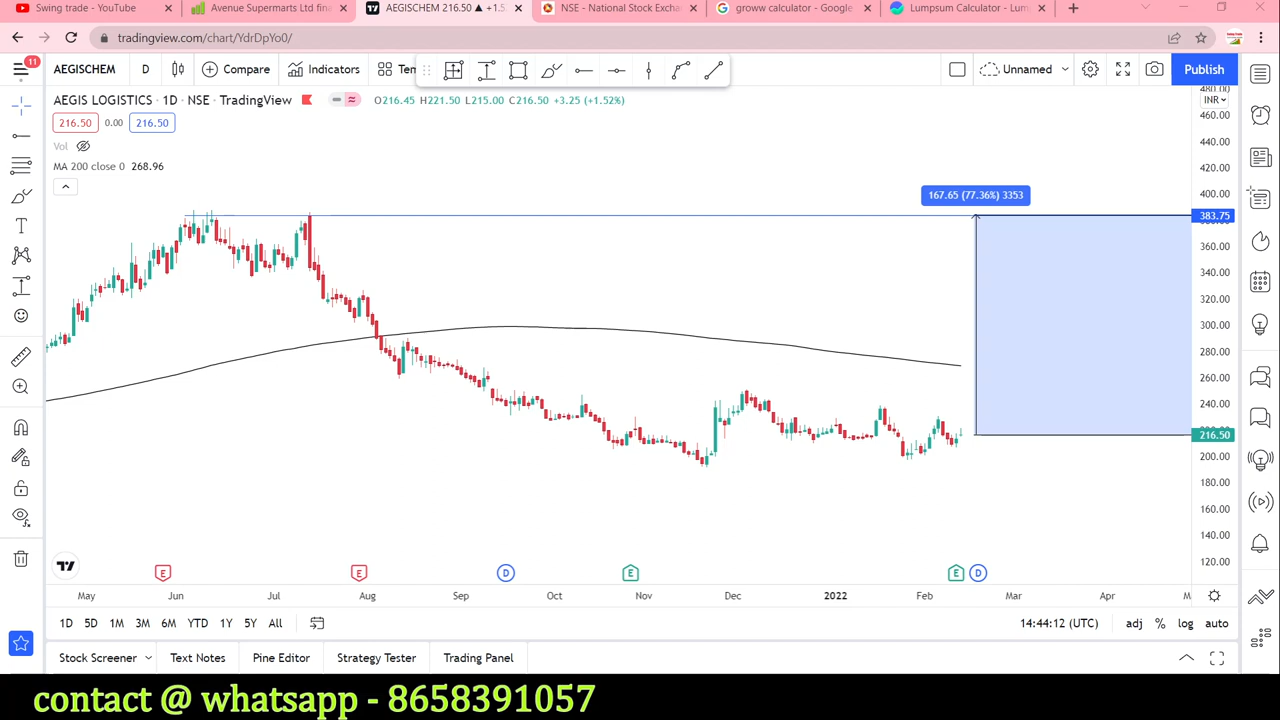 Swing trade - YouTube
Avenue Supermarts Ltd finan
AEGISCHEM 216.50 ▲ +1.5
NSE - National Stock Exchan
groww calculator - Google
Lumpsum Calculator - Lum
tradingview.com/chart/YdrDpYo0/
11
AEGISCHEM
D
Compare
Indicators
Tem
Unnamed
Publish
AEGIS LOGISTICS · 1D · NSE · TradingView
O216.45 H221.50 L215.00 C216.50 +3.25 (+1.52%)
216.50 0.00 216.50
Vol
MA 200 close 0 268.96
INR
480.00
460.00
440.00
420.00
400.00
167.65 (77.36%) 3353
383.75
360.00
340.00
320.00
300.00
280.00
260.00
240.00
216.50
200.00
180.00
160.00
140.00
120.00
E E D E E D
May Jun Jul Aug Sep Oct Nov Dec 2022 Feb Mar Apr M
1D 5D 1M 3M 6M YTD 1Y 5Y All
14:44:12 (UTC) adj % log auto
Stock Screener Text Notes Pine Editor Strategy Tester Trading Panel
contact @ whatsapp - 8658391057